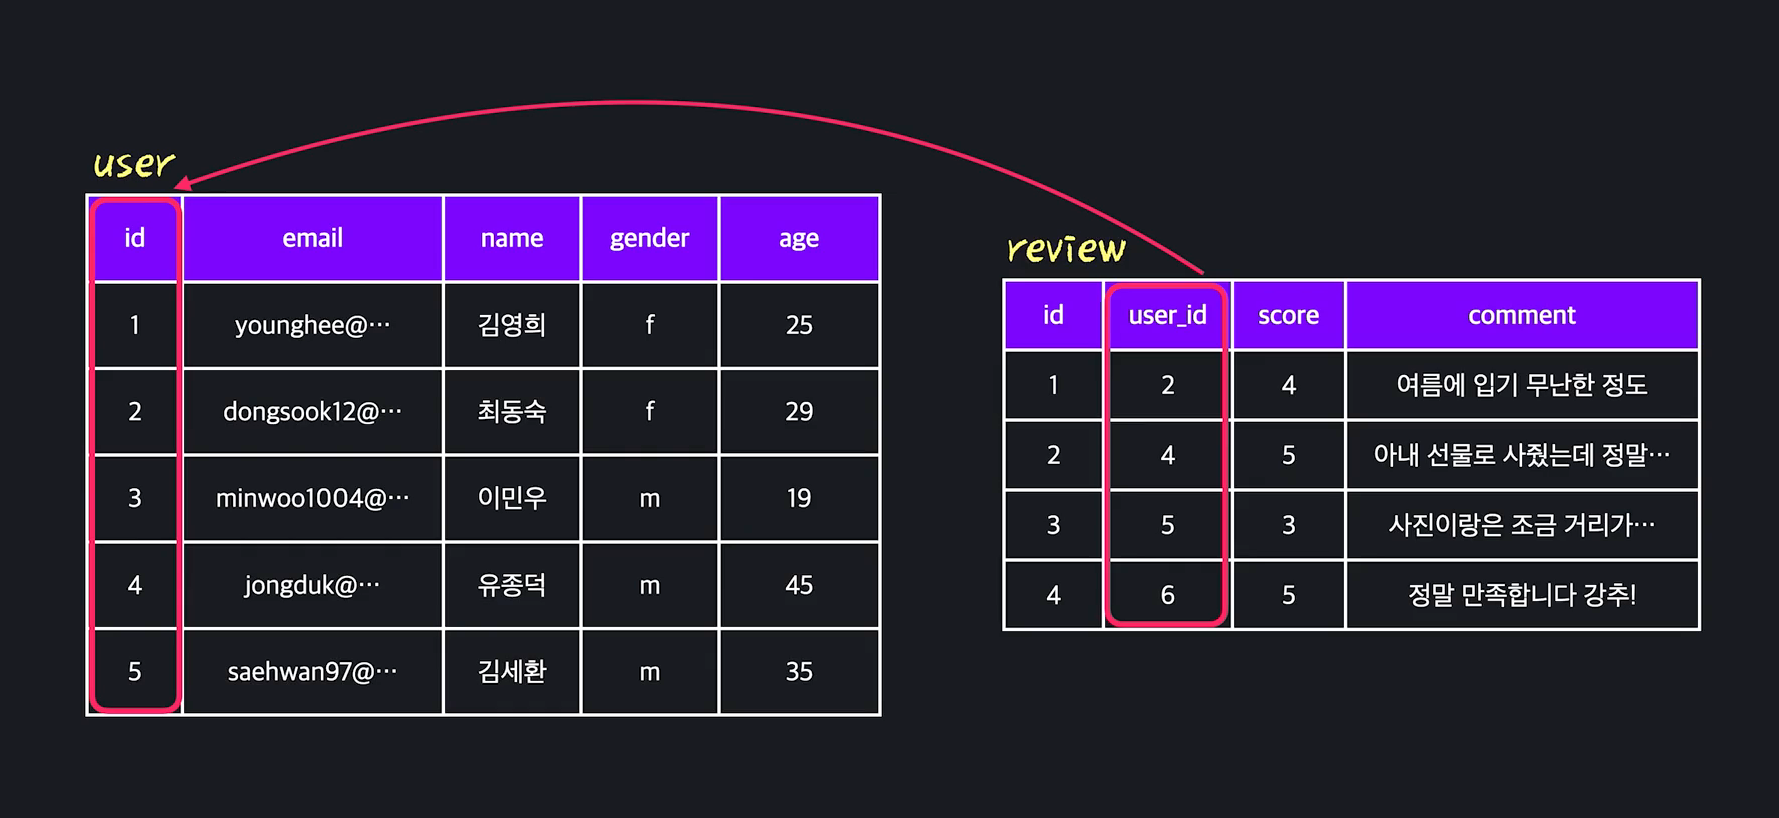 user
id email name gender age
1 younghee@⋯ 김영희 f 25
2 dongsook12@⋯ 최동숙 f 29
3 minwoo1004@⋯ 이민우 m 19
4 jongduk@⋯ 유종덕 m 45
5 saehwan97@⋯ 김세환 m 35
review
id user_id score comment
1 2 4 여름에 입기 무난한 정도
2 4 5 아내 선물로 사줬는데 정말⋯
3 5 3 사진이랑은 조금 거리가⋯
4 6 5 정말 만족합니다 강추!